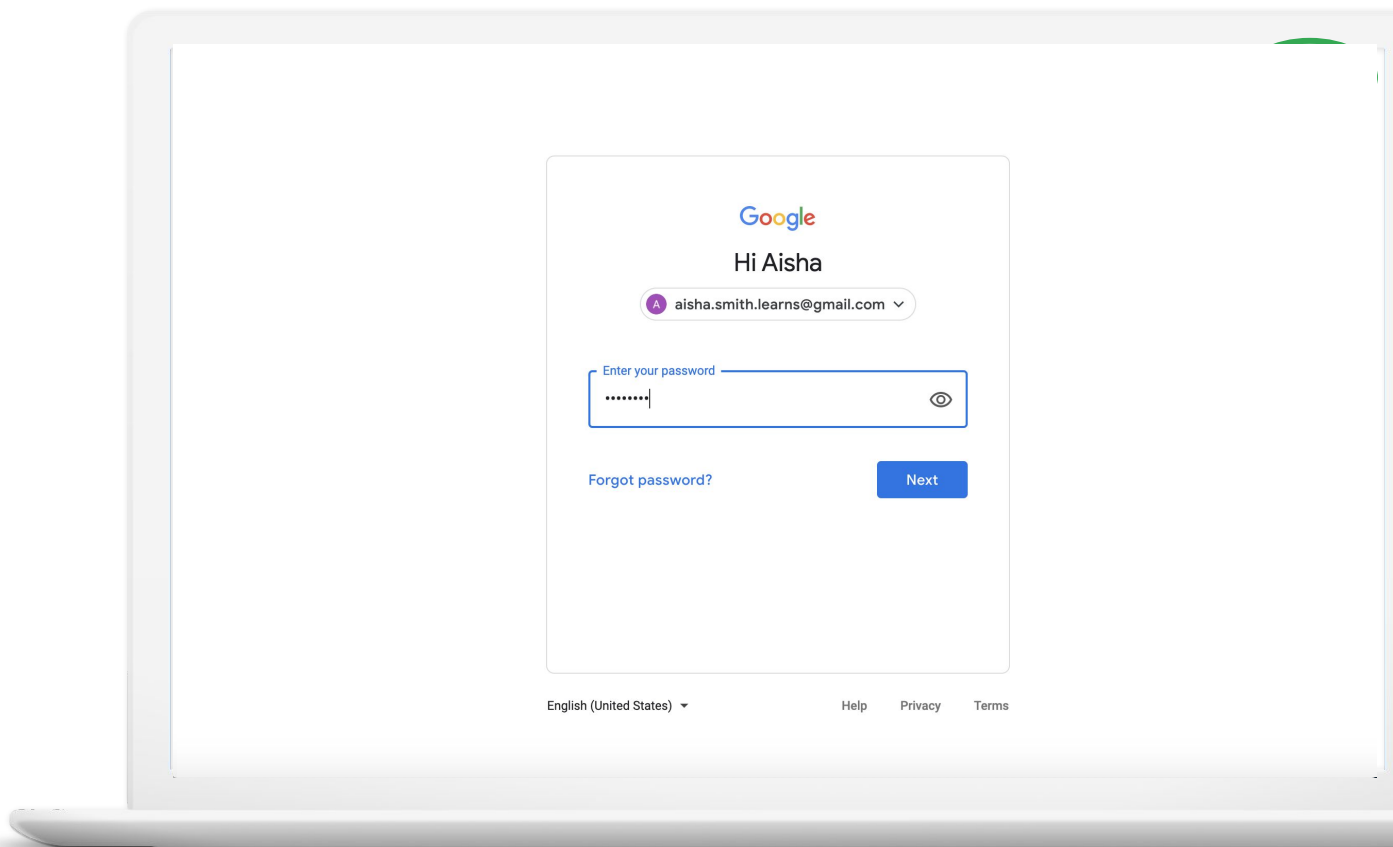 Google
Hi Aisha
A aisha.smith.learns@gmail.com
Enter your password
••••••••
Forgot password? Next
English (United States) Help Privacy Terms